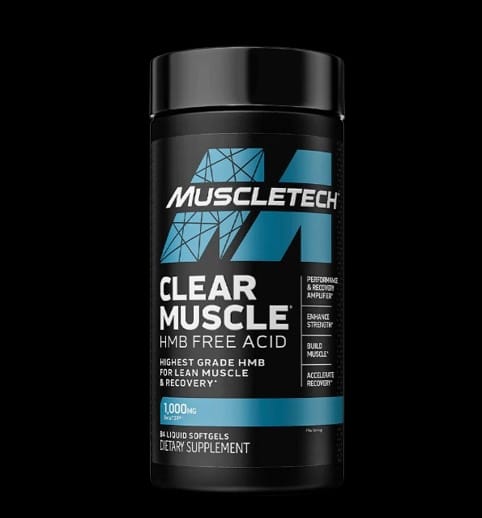 MUSCLETECH
CLEAR
MUSCLE®
HMB FREE ACID
HIGHEST GRADE HMB
FOR LEAN MUSCLE
& RECOVERY*
PERFORMANCE
& RECOVERY
AMPLIFIER*
ENHANCE
STRENGTH*
BUILD
MUSCLE*
ACCELERATE
RECOVERY*
1,000MG
84 LIQUID SOFTGELS
DIETARY SUPPLEMENT